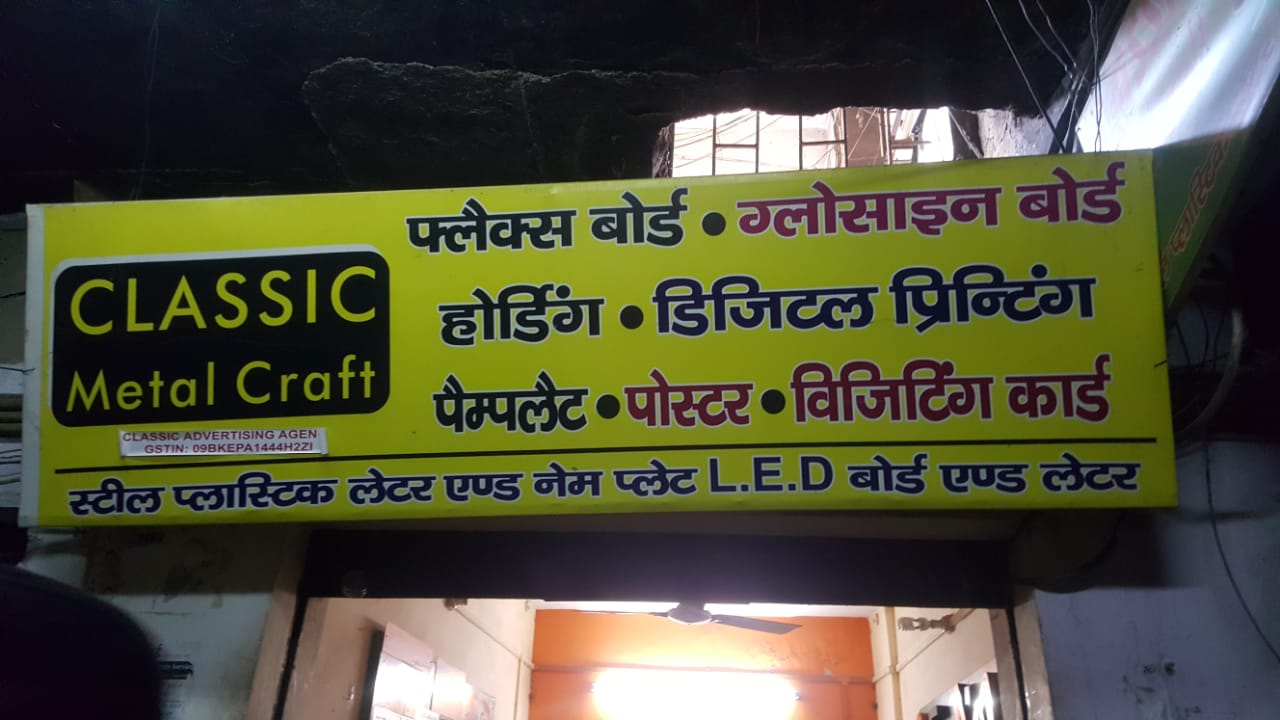 CLASSIC
Metal Craft
CLASSIC ADVERTISING AGEN
GSTIN: 09BKEPA1444H2ZI
फ्लैक्स बोर्ड • ग्लोसाइन बोर्ड
होर्डिंग • डिजिटल प्रिन्टिंग
पैम्पलैट • पोस्टर • विजिटिंग कार्ड
स्टील प्लास्टिक लेटर एण्ड नेम प्लेट L.E.D बोर्ड एण्ड लेटर